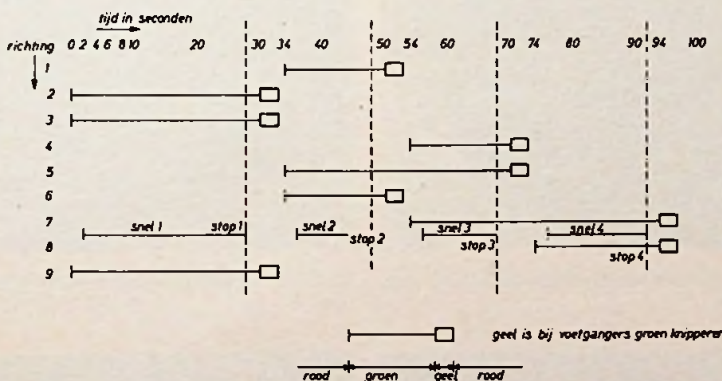 tijd in seconden
richting 0 2 4 6 8 10 20 30 34 40 50 54 60 70 74 80 90 94 100
1
2
3
4
5
6
7
snel 1 stop 1 snel 2 stop 2 snel 3 stop 3 snel 4 stop 4
8
9
geel is bij voetgangers groen knipperen
rood groen geel rood